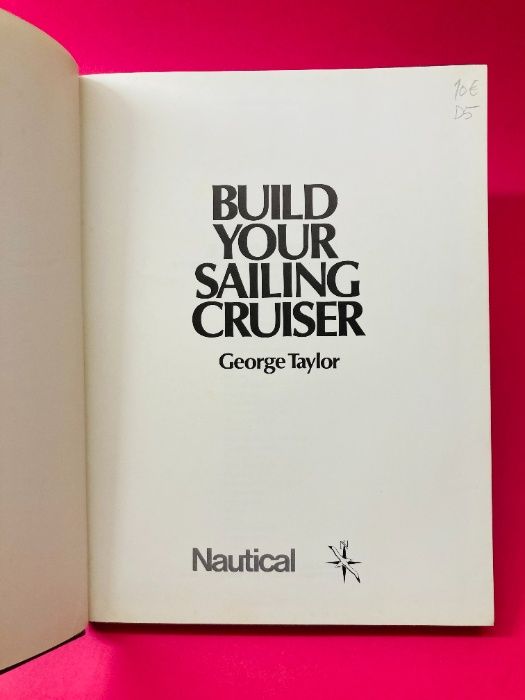 10€
D5
BUILD
YOUR
SAILING
CRUISER
George Taylor
Nautical
N